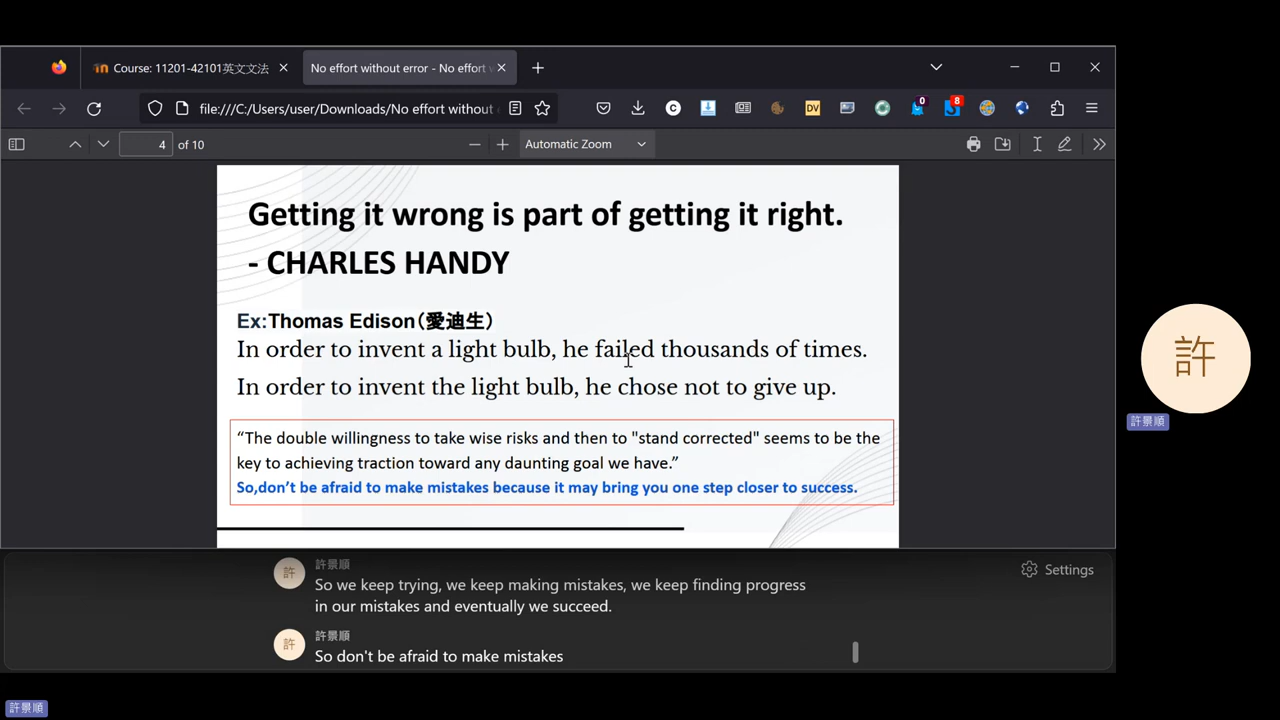 Course: 11201-42101英文文法
No effort without error - No effort w
file:///C:/Users/user/Downloads/No effort without e
C
DV
0
8
4 of 10
Automatic Zoom
Getting it wrong is part of getting it right.
- CHARLES HANDY
Ex:Thomas Edison(愛迪生)
In order to invent a light bulb, he failed thousands of times.
In order to invent the light bulb, he chose not to give up.
“The double willingness to take wise risks and then to "stand corrected" seems to be the
key to achieving traction toward any daunting goal we have.”
So,don’t be afraid to make mistakes because it may bring you one step closer to success.
許
許景順
許
許景順
So we keep trying, we keep making mistakes, we keep finding progress
in our mistakes and eventually we succeed.
Settings
許
許景順
So don't be afraid to make mistakes
許景順